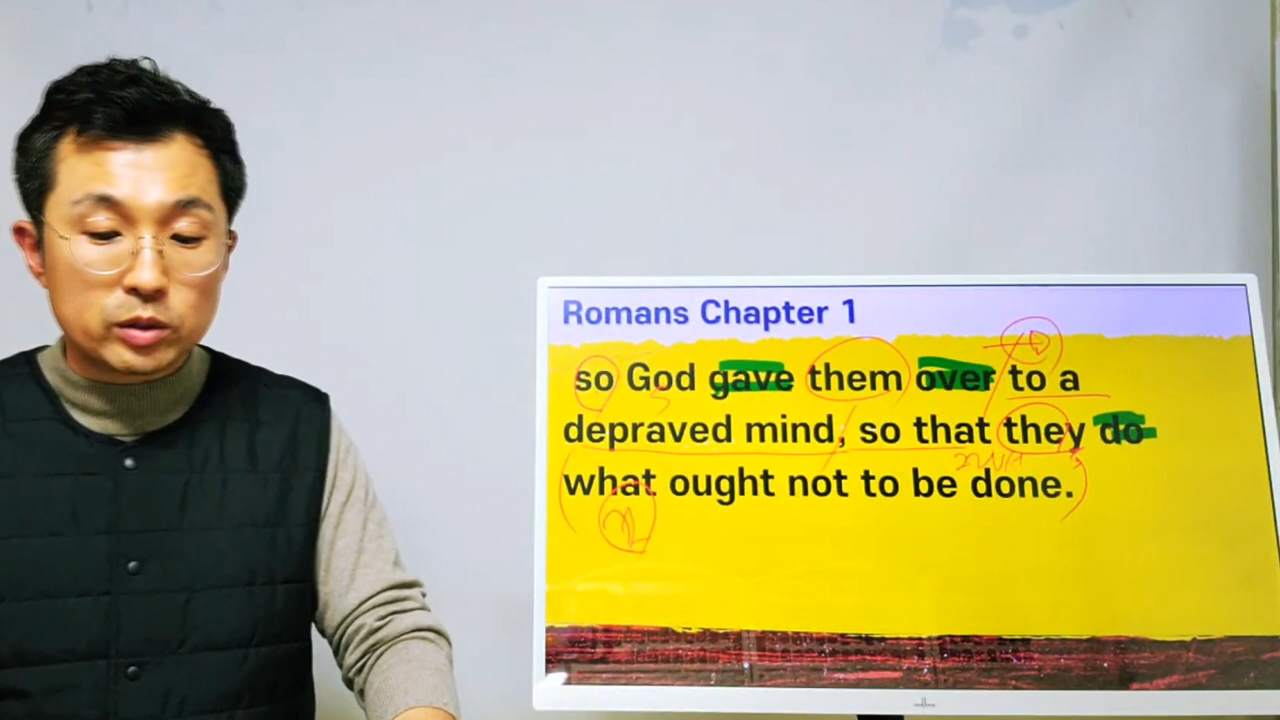 Romans Chapter 1
so God gave them over to a
depraved mind, so that they do
what ought not to be done.